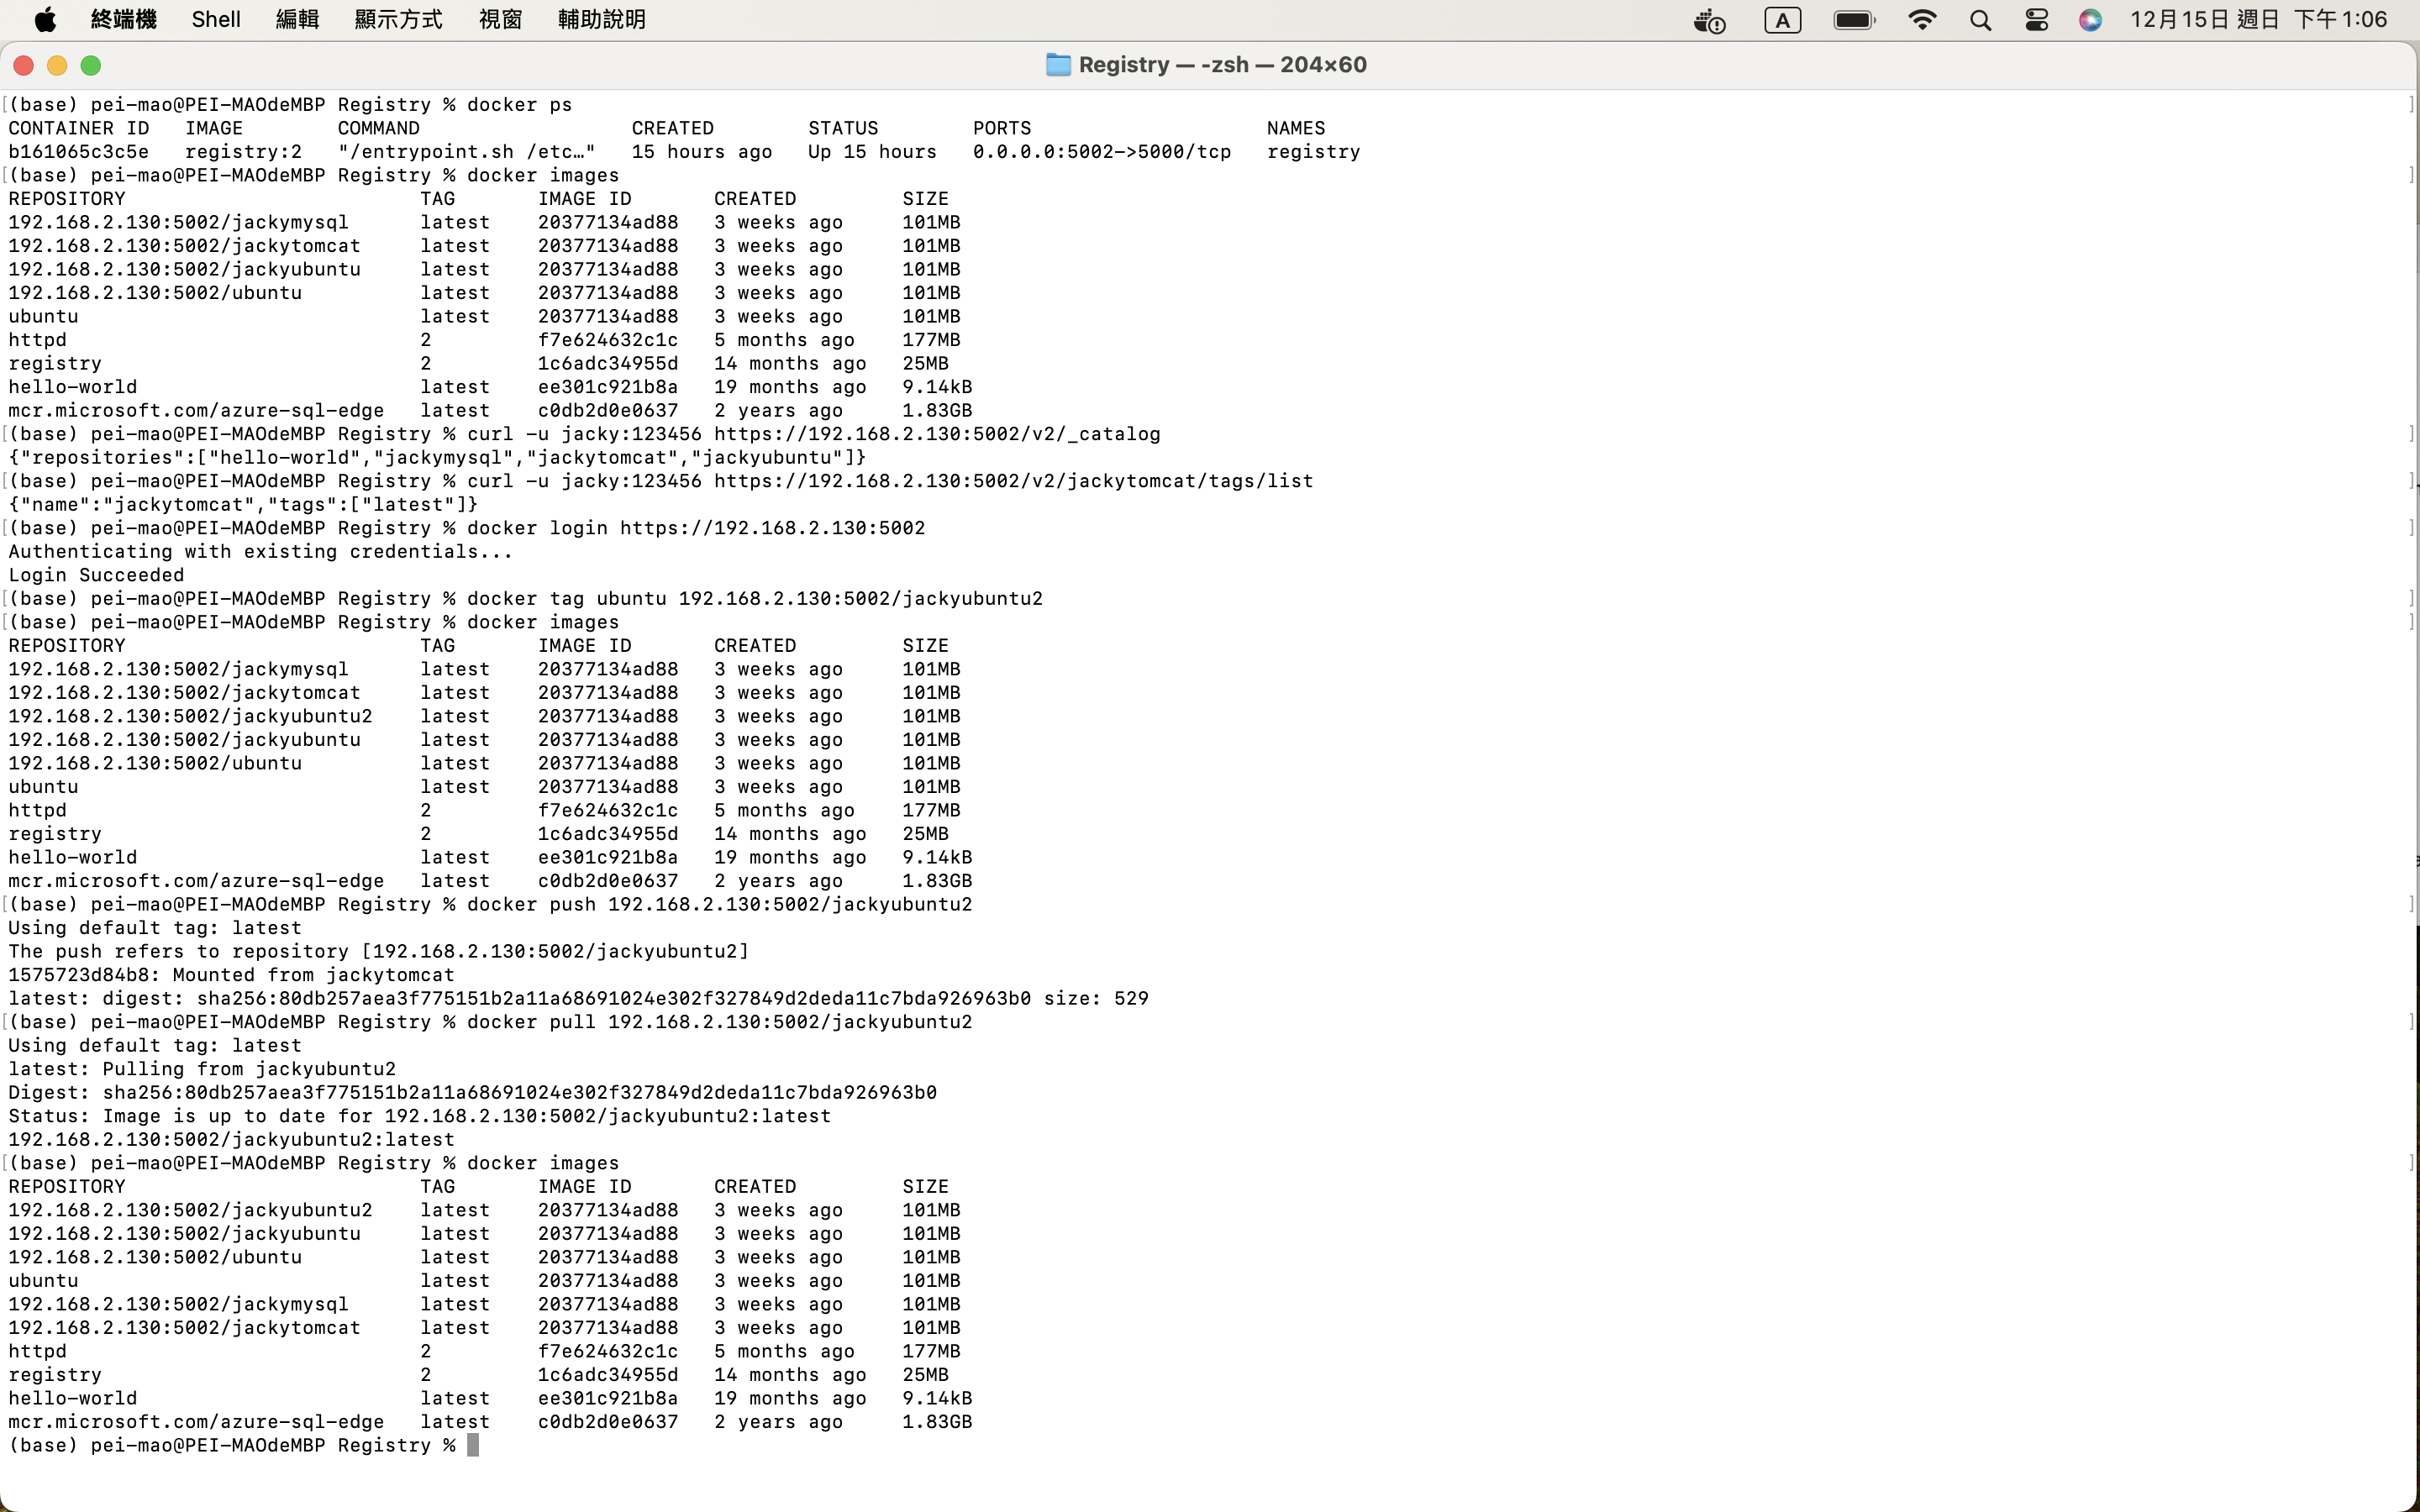 終端機 Shell 編輯 顯示方式 視窗 輔助說明 A 12月15日 週日 下午1:06
Registry — -zsh — 204×60
[(base) pei-mao@PEI-MAOdeMBP Registry % docker ps ]
CONTAINER ID   IMAGE        COMMAND                  CREATED        STATUS        PORTS                    NAMES
b161065c3c5e   registry:2   "/entrypoint.sh /etc…"   15 hours ago   Up 15 hours   0.0.0.0:5002->5000/tcp   registry
[(base) pei-mao@PEI-MAOdeMBP Registry % docker images ]
REPOSITORY                         TAG       IMAGE ID       CREATED         SIZE
192.168.2.130:5002/jackymysql      latest    20377134ad88   3 weeks ago     101MB
192.168.2.130:5002/jackytomcat     latest    20377134ad88   3 weeks ago     101MB
192.168.2.130:5002/jackyubuntu     latest    20377134ad88   3 weeks ago     101MB
192.168.2.130:5002/ubuntu          latest    20377134ad88   3 weeks ago     101MB
ubuntu                             latest    20377134ad88   3 weeks ago     101MB
httpd                              2         f7e624632c1c   5 months ago    177MB
registry                           2         1c6adc34955d   14 months ago   25MB
hello-world                        latest    ee301c921b8a   19 months ago   9.14kB
mcr.microsoft.com/azure-sql-edge   latest    c0db2d0e0637   2 years ago     1.83GB
[(base) pei-mao@PEI-MAOdeMBP Registry % curl -u jacky:123456 https://192.168.2.130:5002/v2/_catalog ]
{"repositories":["hello-world","jackymysql","jackytomcat","jackyubuntu"]}
[(base) pei-mao@PEI-MAOdeMBP Registry % curl -u jacky:123456 https://192.168.2.130:5002/v2/jackytomcat/tags/list ]
{"name":"jackytomcat","tags":["latest"]}
[(base) pei-mao@PEI-MAOdeMBP Registry % docker login https://192.168.2.130:5002 ]
Authenticating with existing credentials...
Login Succeeded
[(base) pei-mao@PEI-MAOdeMBP Registry % docker tag ubuntu 192.168.2.130:5002/jackyubuntu2 ]
[(base) pei-mao@PEI-MAOdeMBP Registry % docker images ]
REPOSITORY                         TAG       IMAGE ID       CREATED         SIZE
192.168.2.130:5002/jackymysql      latest    20377134ad88   3 weeks ago     101MB
192.168.2.130:5002/jackytomcat     latest    20377134ad88   3 weeks ago     101MB
192.168.2.130:5002/jackyubuntu2    latest    20377134ad88   3 weeks ago     101MB
192.168.2.130:5002/jackyubuntu     latest    20377134ad88   3 weeks ago     101MB
192.168.2.130:5002/ubuntu          latest    20377134ad88   3 weeks ago     101MB
ubuntu                             latest    20377134ad88   3 weeks ago     101MB
httpd                              2         f7e624632c1c   5 months ago    177MB
registry                           2         1c6adc34955d   14 months ago   25MB
hello-world                        latest    ee301c921b8a   19 months ago   9.14kB
mcr.microsoft.com/azure-sql-edge   latest    c0db2d0e0637   2 years ago     1.83GB
[(base) pei-mao@PEI-MAOdeMBP Registry % docker push 192.168.2.130:5002/jackyubuntu2 ]
Using default tag: latest
The push refers to repository [192.168.2.130:5002/jackyubuntu2]
1575723d84b8: Mounted from jackytomcat
latest: digest: sha256:80db257aea3f775151b2a11a68691024e302f327849d2deda11c7bda926963b0 size: 529
[(base) pei-mao@PEI-MAOdeMBP Registry % docker pull 192.168.2.130:5002/jackyubuntu2 ]
Using default tag: latest
latest: Pulling from jackyubuntu2
Digest: sha256:80db257aea3f775151b2a11a68691024e302f327849d2deda11c7bda926963b0
Status: Image is up to date for 192.168.2.130:5002/jackyubuntu2:latest
192.168.2.130:5002/jackyubuntu2:latest
[(base) pei-mao@PEI-MAOdeMBP Registry % docker images ]
REPOSITORY                         TAG       IMAGE ID       CREATED         SIZE
192.168.2.130:5002/jackyubuntu2    latest    20377134ad88   3 weeks ago     101MB
192.168.2.130:5002/jackyubuntu     latest    20377134ad88   3 weeks ago     101MB
192.168.2.130:5002/ubuntu          latest    20377134ad88   3 weeks ago     101MB
ubuntu                             latest    20377134ad88   3 weeks ago     101MB
192.168.2.130:5002/jackymysql      latest    20377134ad88   3 weeks ago     101MB
192.168.2.130:5002/jackytomcat     latest    20377134ad88   3 weeks ago     101MB
httpd                              2         f7e624632c1c   5 months ago    177MB
registry                           2         1c6adc34955d   14 months ago   25MB
hello-world                        latest    ee301c921b8a   19 months ago   9.14kB
mcr.microsoft.com/azure-sql-edge   latest    c0db2d0e0637   2 years ago     1.83GB
(base) pei-mao@PEI-MAOdeMBP Registry %